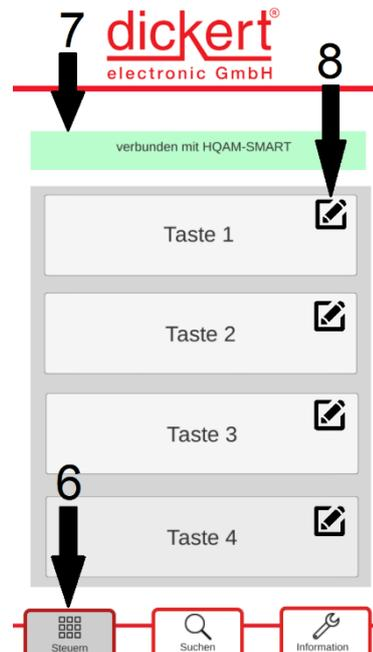 7
dickert®
electronic GmbH
8
verbunden mit HQAM-SMART
Taste 1
Taste 2
Taste 3
6
Taste 4
Steuern
Suchen
Information